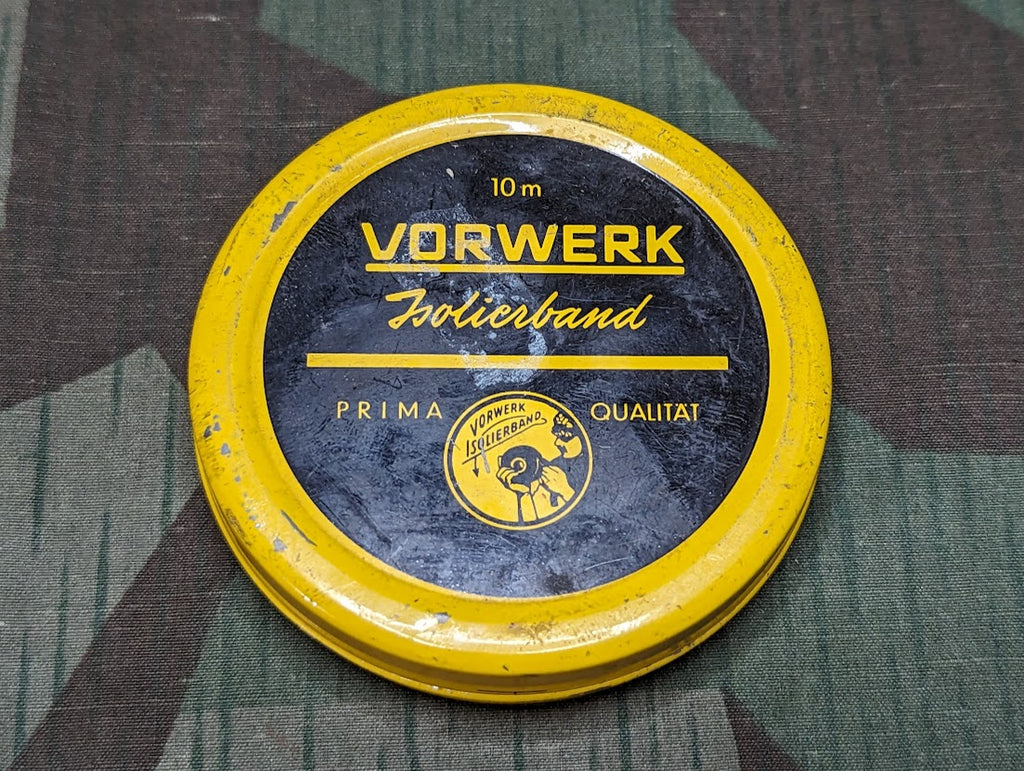 10 m
VORWERK
Isolierband
PRIMA QUALITÄT
VORWERK
ISOLIERBAND